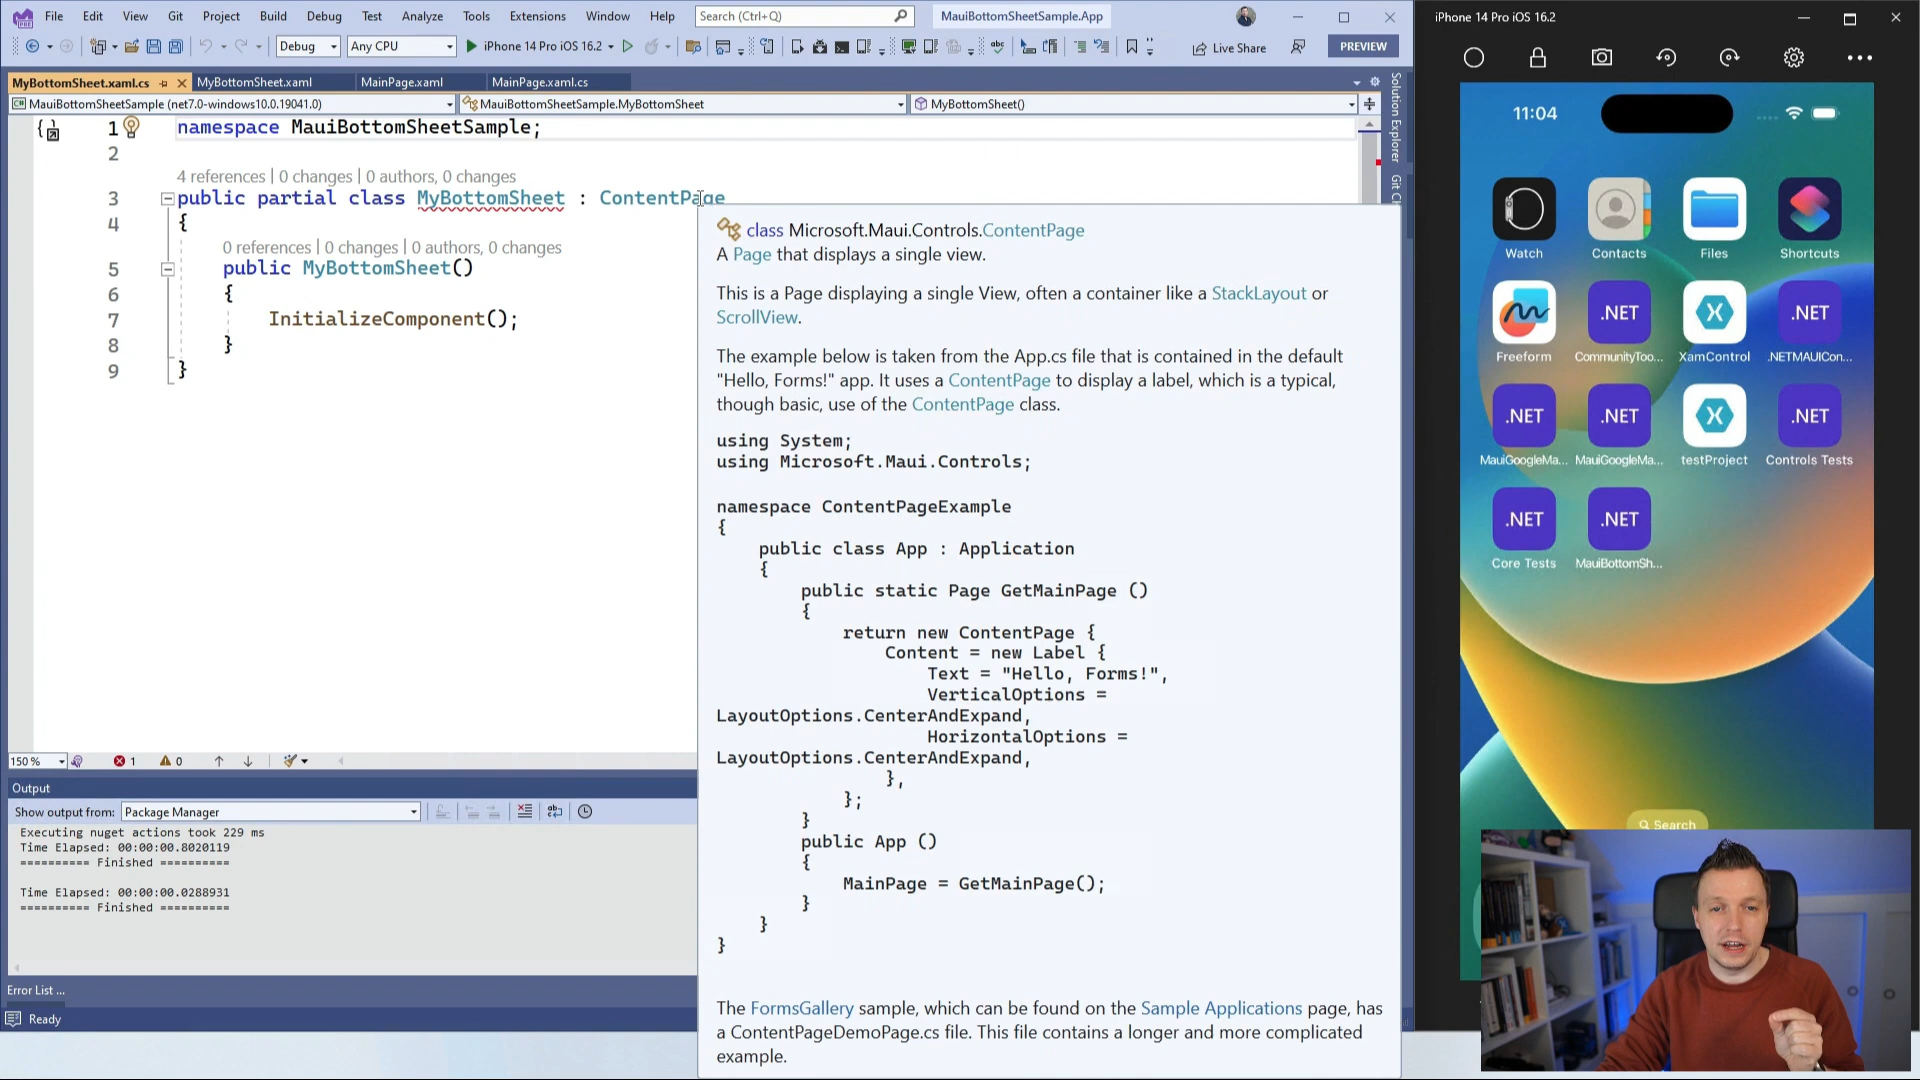 File Edit View Git Project Build Debug Test Analyze Tools Extensions Window Help Search (Ctrl+Q) MauiBottomSheetSample.App
Debug Any CPU iPhone 14 Pro iOS 16.2 Live Share PREVIEW
MyBottomSheet.xaml.cs MyBottomSheet.xaml MainPage.xaml MainPage.xaml.cs
MauiBottomSheetSample (net7.0-windows10.0.19041.0) MauiBottomSheetSample.MyBottomSheet MyBottomSheet()
1 namespace MauiBottomSheetSample;
2
4 references | 0 changes | 0 authors, 0 changes
3 public partial class MyBottomSheet : ContentPage
4 {
0 references | 0 changes | 0 authors, 0 changes
5 public MyBottomSheet()
6 {
7 InitializeComponent();
8 }
9 }
class Microsoft.Maui.Controls.ContentPage
A Page that displays a single view.
This is a Page displaying a single View, often a container like a StackLayout or
ScrollView.
The example below is taken from the App.cs file that is contained in the default
"Hello, Forms!" app. It uses a ContentPage to display a label, which is a typical,
though basic, use of the ContentPage class.
using System;
using Microsoft.Maui.Controls;
namespace ContentPageExample
{
public class App : Application
{
public static Page GetMainPage ()
{
return new ContentPage {
Content = new Label {
Text = "Hello, Forms!",
VerticalOptions =
LayoutOptions.CenterAndExpand,
HorizontalOptions =
LayoutOptions.CenterAndExpand,
},
};
}
public App ()
{
MainPage = GetMainPage();
}
}
}
The FormsGallery sample, which can be found on the Sample Applications page, has
a ContentPageDemoPage.cs file. This file contains a longer and more complicated
example.
Solution Explorer
150 % 1 0
Output
Show output from: Package Manager
Executing nuget actions took 229 ms
Time Elapsed: 00:00:00.8020119
========== Finished ==========
Time Elapsed: 00:00:00.0288931
========== Finished ==========
Error List ...
Ready
iPhone 14 Pro iOS 16.2
11:04
Watch Contacts Files Shortcuts
.NET .NET
Freeform CommunityToo... XamControl .NETMAUICon...
.NET .NET .NET
MauiGoogleMa... MauiGoogleMa... testProject Controls Tests
.NET .NET
Core Tests MauiBottomSh...
Search